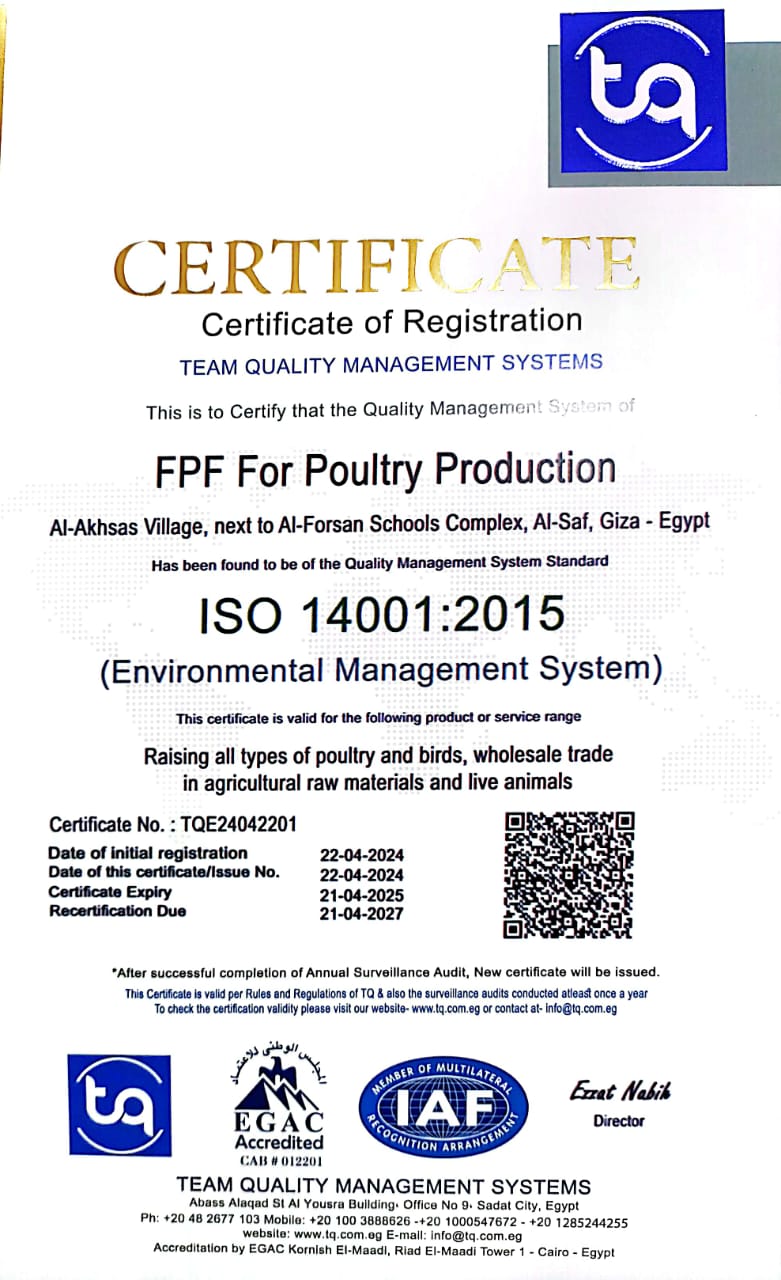 tq
CERTIFICATE
Certificate of Registration
TEAM QUALITY MANAGEMENT SYSTEMS
This is to Certify that the Quality Management System of
FPF For Poultry Production
Al-Akhsas Village, next to Al-Forsan Schools Complex, Al-Saf, Giza - Egypt
Has been found to be of the Quality Management System Standard
ISO 14001:2015
(Environmental Management System)
This certificate is valid for the following product or service range
Raising all types of poultry and birds, wholesale trade
in agricultural raw materials and live animals
Certificate No. : TQE24042201
Date of initial registration 22-04-2024
Date of this certificate/Issue No. 22-04-2024
Certificate Expiry 21-04-2025
Recertification Due 21-04-2027
*After successful completion of Annual Surveillance Audit, New certificate will be issued.
This Certificate is valid per Rules and Regulations of TQ & also the surveillance audits conducted atleast once a year
To check the certification validity please visit our website- www.tq.com.eg or contact at- info@tq.com.eg
tq
المجلس الوطنى للاعتماد
EGAC
Accredited
CAB # 012201
MEMBER OF MULTILATERAL
IAF
RECOGNITION ARRANGEMENT
Ezzat Nabih
Director
TEAM QUALITY MANAGEMENT SYSTEMS
Abass Alaqad St Al Yousra Building، Office No 9، Sadat City, Egypt
Ph: +20 48 2677 103 Mobile: +20 100 3888626 -+20 1000547672 - +20 1285244255
website: www.tq.com.eg E-mail: info@tq.com.eg
Accreditation by EGAC Kornish El-Maadi, Riad El-Maadi Tower 1 - Cairo - Egypt